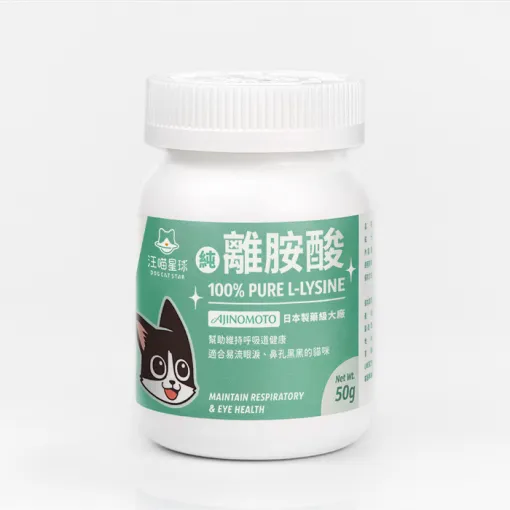 汪喵星球
DOG CAT STAR
純 離胺酸
100% PURE L-LYSINE
AJINOMOTO 日本製藥級大廠
幫助維持呼吸道健康
適合易流眼淚、鼻孔黑黑的貓咪
MAINTAIN RESPIRATORY
& EYE HEALTH
Net Wt.
50g